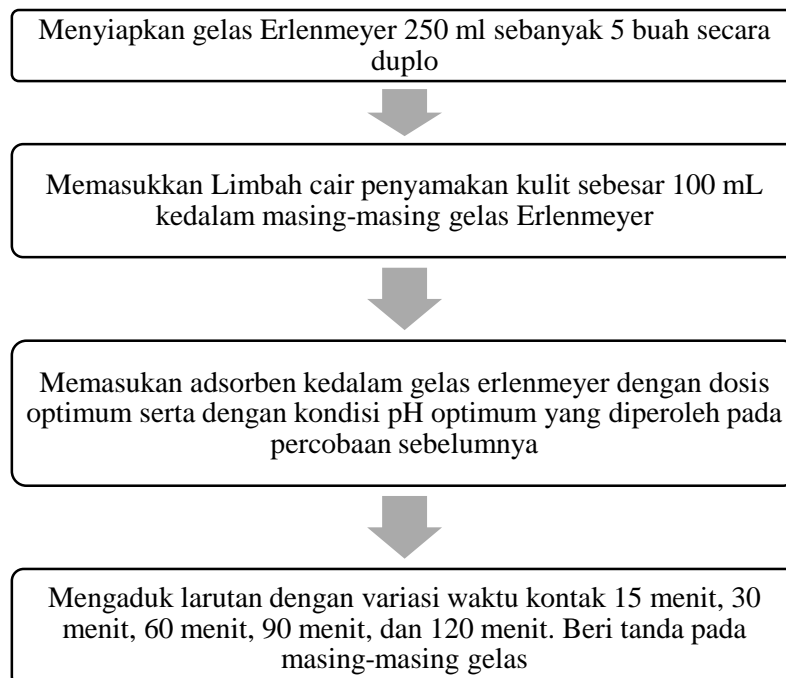 Menyiapkan gelas Erlenmeyer 250 ml sebanyak 5 buah secara
duplo
Memasukkan Limbah cair penyamakan kulit sebesar 100 mL
kedalam masing-masing gelas Erlenmeyer
Memasukan adsorben kedalam gelas erlenmeyer dengan dosis
optimum serta dengan kondisi pH optimum yang diperoleh pada
percobaan sebelumnya
Mengaduk larutan dengan variasi waktu kontak 15 menit, 30
menit, 60 menit, 90 menit, dan 120 menit. Beri tanda pada
masing-masing gelas